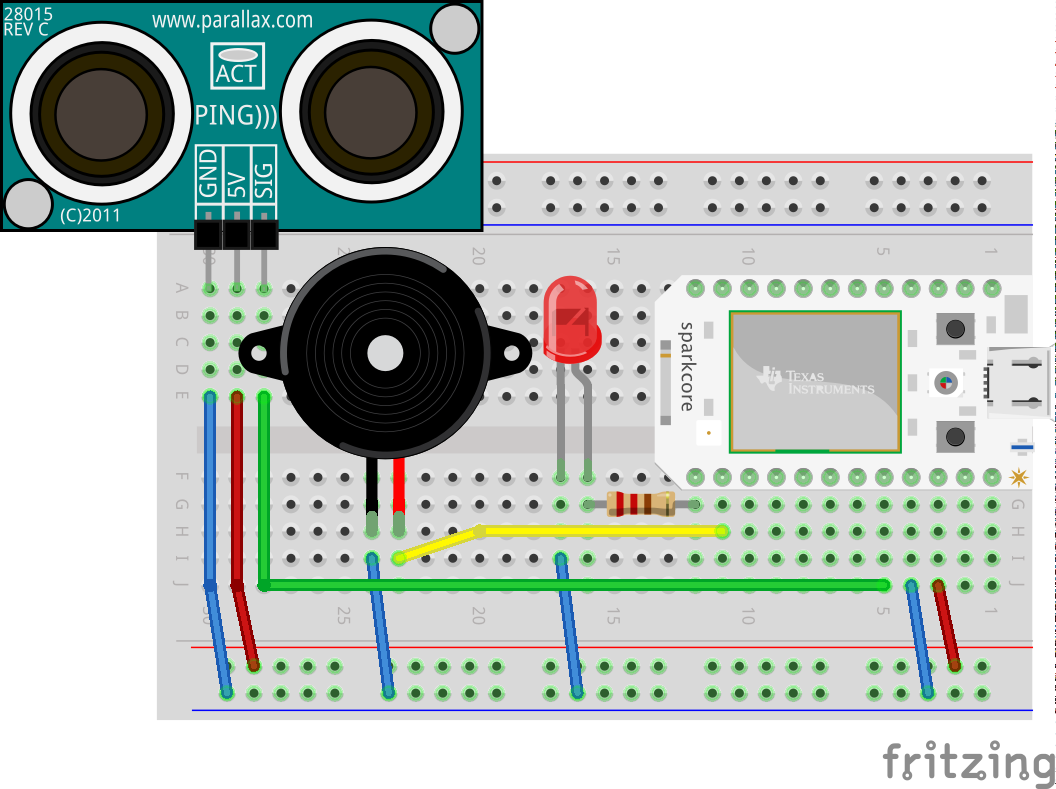 28015
REV C
www.parallax.com
ACT
PING)))
GND
5V
SIG
(C)2011
20
15
10
5
1
A
B
C
D
E
sparkcore
TEXAS
INSTRUMENTS
F
G
H
I
J
G
H
I
J
30
25
20
15
10
5
1
fritzing